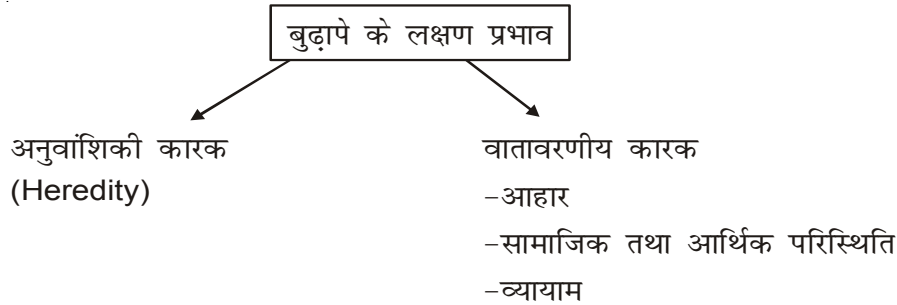 बुढ़ापे के लक्षण प्रभाव
अनुवांशिकी कारक
(Heredity)
वातावरणीय कारक
–आहार
–सामाजिक तथा आर्थिक परिस्थिति
–व्यायाम